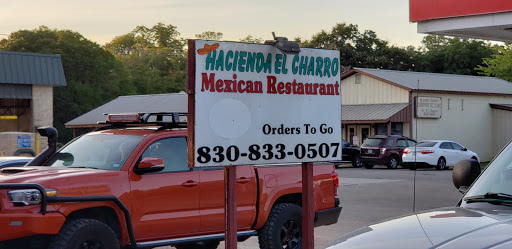 HACIENDA EL CHARRO
Mexican Restaurant
Orders To Go
830-833-0507